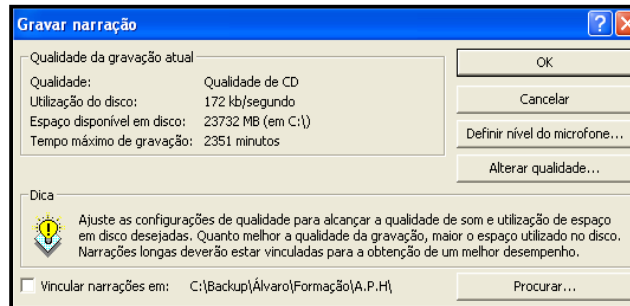 Gravar narração
Qualidade da gravação atual
Qualidade: Qualidade de CD
Utilização do disco: 172 kb/segundo
Espaço disponível em disco: 23732 MB (em C:\)
Tempo máximo de gravação: 2351 minutos
OK
Cancelar
Definir nível do microfone...
Alterar qualidade...
Dica
Ajuste as configurações de qualidade para alcançar a qualidade de som e utilização de espaço
em disco desejadas. Quanto melhor a qualidade da gravação, maior o espaço utilizado no disco.
Narrações longas deverão estar vinculadas para a obtenção de um melhor desempenho.
Vincular narrações em: C:\Backup\Álvaro\Formação\A.P.H\
Procurar...